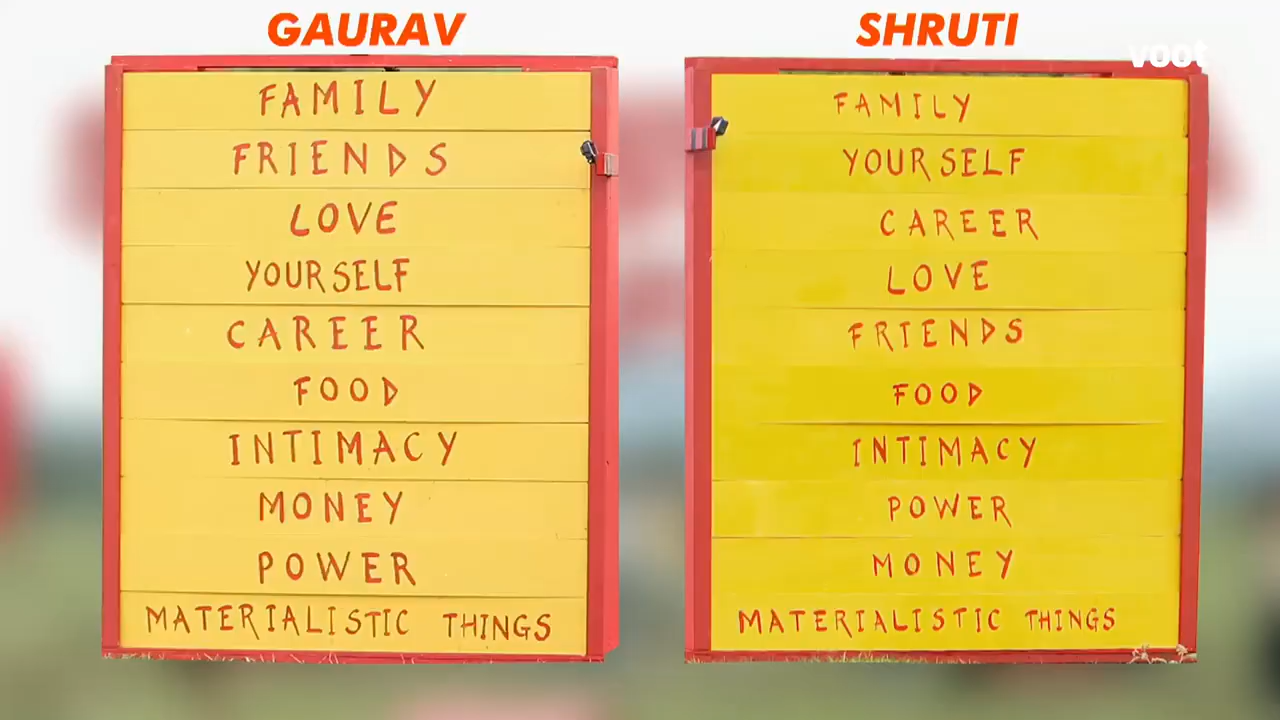 GAURAV
FAMILY
FRIENDS
LOVE
YOURSELF
CAREER
FOOD
INTIMACY
MONEY
POWER
MATERIALISTIC THINGS
SHRUTI
voot
FAMILY
YOURSELF
CAREER
LOVE
FRIENDS
FOOD
INTIMACY
POWER
MONEY
MATERIALISTIC THINGS